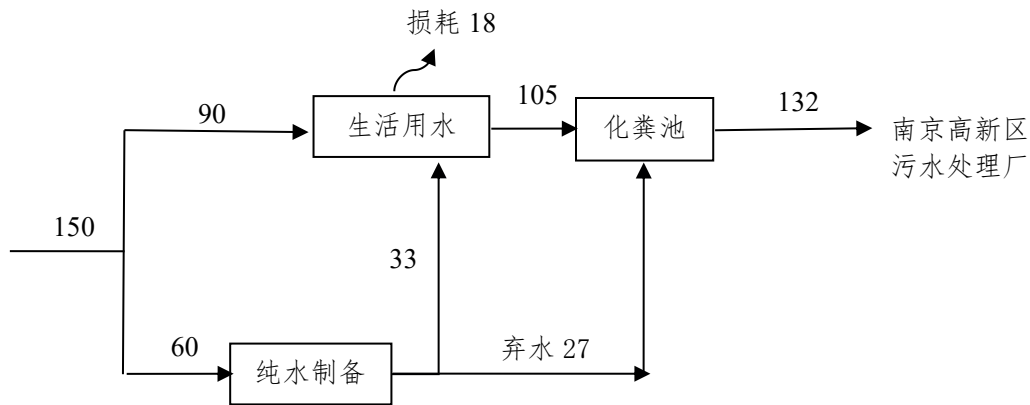 损耗 18
90
生活用水
105
化粪池
132
南京高新区
污水处理厂
150
33
60
纯水制备
弃水 27